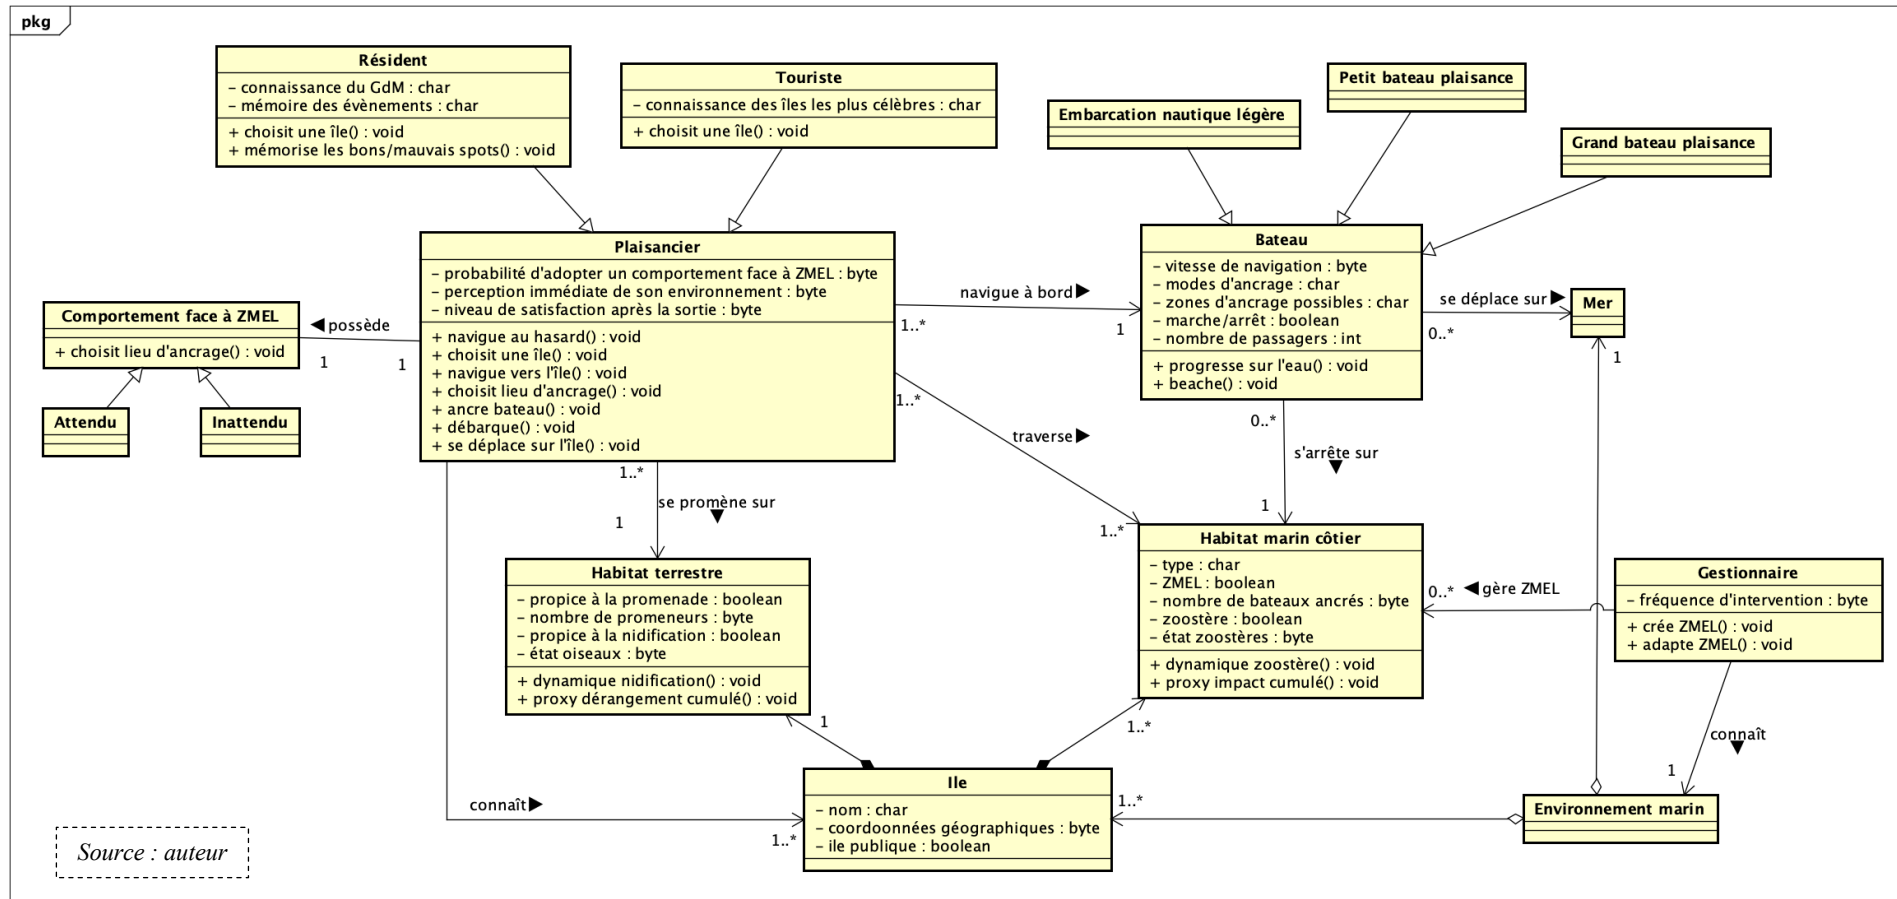 pkg
Résident
– connaissance du GdM : char
– mémoire des évènements : char
+ choisit une île() : void
+ mémorise les bons/mauvais spots() : void
Touriste
– connaissance des îles les plus célèbres : char
+ choisit une île() : void
Embarcation nautique légère
Petit bateau plaisance
Grand bateau plaisance
Plaisancier
– probabilité d'adopter un comportement face à ZMEL : byte
– perception immédiate de son environnement : byte
– niveau de satisfaction après la sortie : byte
+ navigue au hasard() : void
+ choisit une île() : void
+ navigue vers l'île() : void
+ choisit lieu d'ancrage() : void
+ ancre bateau() : void
+ débarque() : void
+ se déplace sur l'île() : void
navigue à bord ▶
1..*
1
Bateau
– vitesse de navigation : byte
– modes d'ancrage : char
– zones d'ancrage possibles : char
– marche/arrêt : boolean
– nombre de passagers : int
+ progresse sur l'eau() : void
+ beache() : void
se déplace sur ▶
0..*
Mer
1
Comportement face à ZMEL
+ choisit lieu d'ancrage() : void
◀ possède
1
1
Attendu
Inattendu
1..*
traverse ▶
1..*
0..*
s'arrête sur
▼
1
1..*
se promène sur
▼
1
Habitat terrestre
– propice à la promenade : boolean
– nombre de promeneurs : byte
– propice à la nidification : boolean
– état oiseaux : byte
+ dynamique nidification() : void
+ proxy dérangement cumulé() : void
Habitat marin côtier
– type : char
– ZMEL : boolean
– nombre de bateaux ancrés : byte
– zoostère : boolean
– état zoostères : byte
+ dynamique zoostère() : void
+ proxy impact cumulé() : void
0..*
◀ gère ZMEL
Gestionnaire
– fréquence d'intervention : byte
+ crée ZMEL() : void
+ adapte ZMEL() : void
connaît
▼
1
1
1..*
connaît ▶
1..*
Ile
– nom : char
– coordoonnées géographiques : byte
– ile publique : boolean
1..*
Environnement marin
Source : auteur